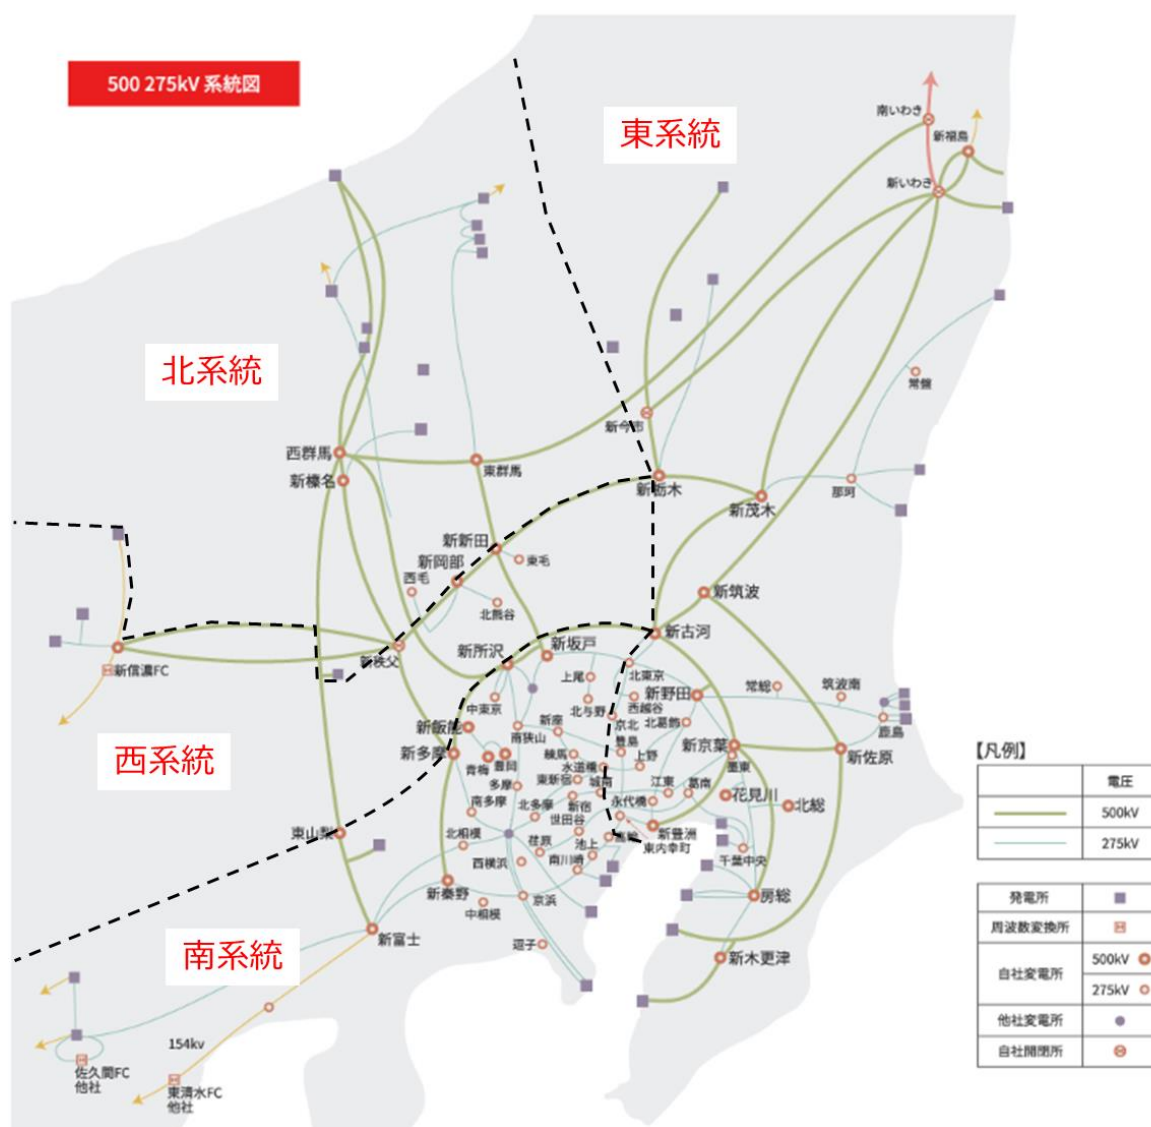 500 275kV 系統図
東系統
南いわき
新福島
新いわき
北系統
常盤
新今市
西群馬
東群馬
新榛名
新栃木
那珂
新茂木
新新田
新岡部
東毛
西毛
新筑波
北熊谷
新古河
新秩父
新所沢
新坂戸
新信濃FC
上尾
北東京
常総
筑波南
中東京
新野田
西越谷
北与野
新座
京北
北葛飾
鹿島
新飯能
南狭山
豊島
新京葉
西系統
新多摩
練馬
上野
新佐原
青梅
豊岡
水道橋
東新宿
城南
江東
葛南
多摩
花見川
北総
南多摩
北多摩
新宿
永代橋
世田谷
東山梨
北相模
荏原
池上
高輪
新豊洲
東内幸町
西横浜
南川崎
千葉中央
新秦野
京浜
房総
中相模
新富士
逗子
新木更津
南系統
154kv
佐久間FC
他社
東清水FC
他社
【凡例】
電圧
500kV
275kV
発電所
周波数変換所
自社変電所
500kV
275kV
他社変電所
自社開閉所